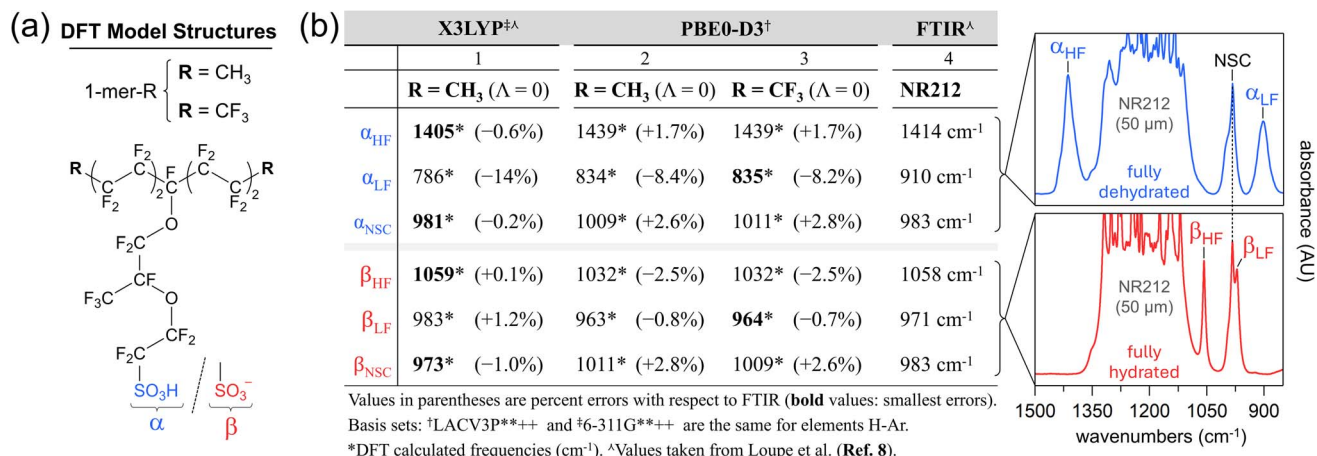 (a) DFT Model Structures
1-mer-R
R = CH3
R = CF3
F2 F2 F F2 F2
R ( )2 C ( )2 R
C C C C C
F2 F2 F2 F2
O
F2C
CF
F3C O
F2C CF2
SO3H / SO3−
α β
(b)
X3LYP‡^ PBE0-D3† FTIR^
1 2 3 4
R = CH3 (Λ = 0) R = CH3 (Λ = 0) R = CF3 (Λ = 0) NR212
αHF 1405* (−0.6%) 1439* (+1.7%) 1439* (+1.7%) 1414 cm-1
αLF 786* (−14%) 834* (−8.4%) 835* (−8.2%) 910 cm-1
αNSC 981* (−0.2%) 1009* (+2.6%) 1011* (+2.8%) 983 cm-1
βHF 1059* (+0.1%) 1032* (−2.5%) 1032* (−2.5%) 1058 cm-1
βLF 983* (+1.2%) 963* (−0.8%) 964* (−0.7%) 971 cm-1
βNSC 973* (−1.0%) 1011* (+2.8%) 1009* (+2.6%) 983 cm-1
Values in parentheses are percent errors with respect to FTIR (bold values: smallest errors).
Basis sets: †LACV3P**++ and ‡6-311G**++ are the same for elements H-Ar.
*DFT calculated frequencies (cm-1). ^Values taken from Loupe et al. (Ref. 8).
αHF NSC αLF
NR212
(50 µm)
fully
dehydrated
βHF βLF
NR212
(50 µm)
fully
hydrated
1500 1350 1200 1050 900
wavenumbers (cm-1)
absorbance (AU)